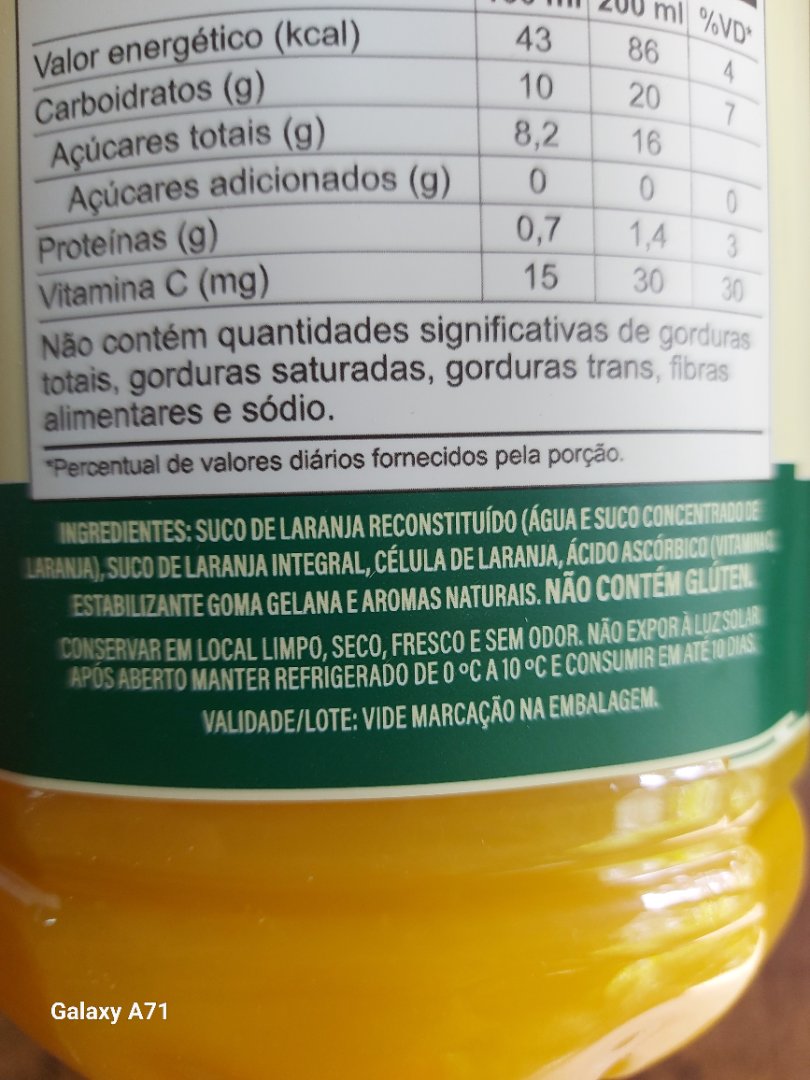 200 ml %VD*
Valor energético (kcal) 43 86 4
Carboidratos (g) 10 20 7
Açúcares totais (g) 8,2 16
Açúcares adicionados (g) 0 0 0
Proteínas (g) 0,7 1,4 3
Vitamina C (mg) 15 30 30
Não contém quantidades significativas de gorduras
totais, gorduras saturadas, gorduras trans, fibras
alimentares e sódio.
*Percentual de valores diários fornecidos pela porção.
INGREDIENTES: SUCO DE LARANJA RECONSTITUÍDO (ÁGUA E SUCO CONCENTRADO DE
LARANJA), SUCO DE LARANJA INTEGRAL, CÉLULA DE LARANJA, ÁCIDO ASCÓRBICO (VITAMINA C)
ESTABILIZANTE GOMA GELANA E AROMAS NATURAIS. NÃO CONTÉM GLÚTEN.
CONSERVAR EM LOCAL LIMPO, SECO, FRESCO E SEM ODOR. NÃO EXPOR À LUZ SOLAR.
APÓS ABERTO MANTER REFRIGERADO DE 0 °C A 10 °C E CONSUMIR EM ATÉ 10 DIAS.
VALIDADE/LOTE: VIDE MARCAÇÃO NA EMBALAGEM.
Galaxy A71